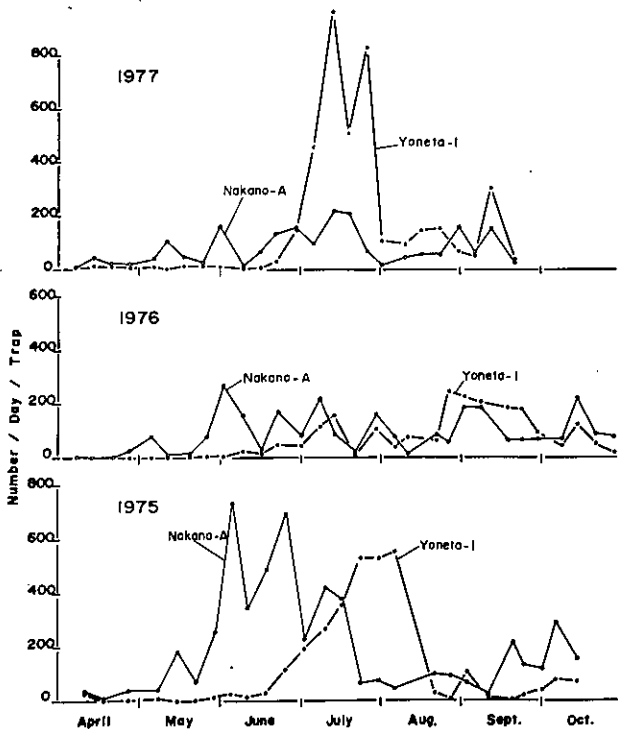 800
1977
600
400
Yoneta-I
Nakano-A
200
0
600
1976
400
Nakano-A
Yoneta-I
200
0
Number / Day / Trap
800
1975
Nakano-A
Yoneta-I
600
400
200
0
April May June July Aug. Sept. Oct.